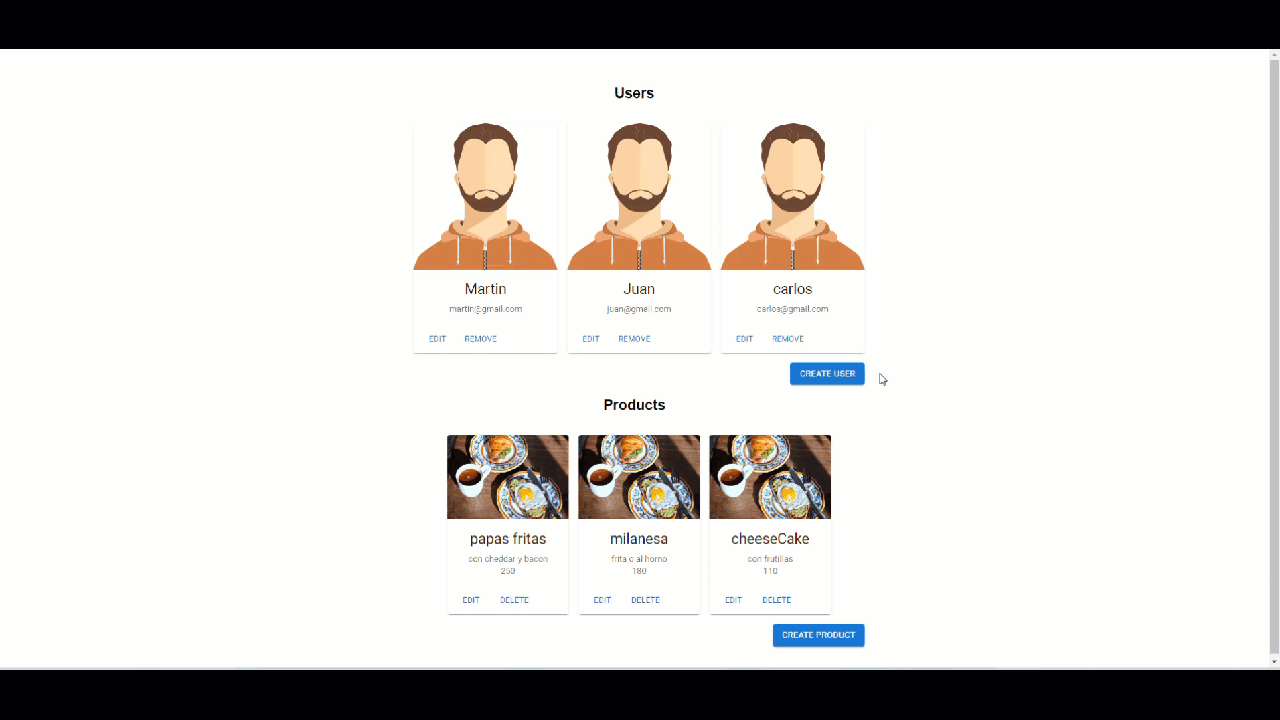 Users
Martin
martin@gmail.com
EDIT REMOVE
Juan
juan@gmail.com
EDIT REMOVE
carlos
carlos@gmail.com
EDIT REMOVE
CREATE USER
Products
papas fritas
con cheddar y bacon
250
EDIT DELETE
milanesa
frita o al horno
180
EDIT DELETE
cheeseCake
con frutillas
110
EDIT DELETE
CREATE PRODUCT